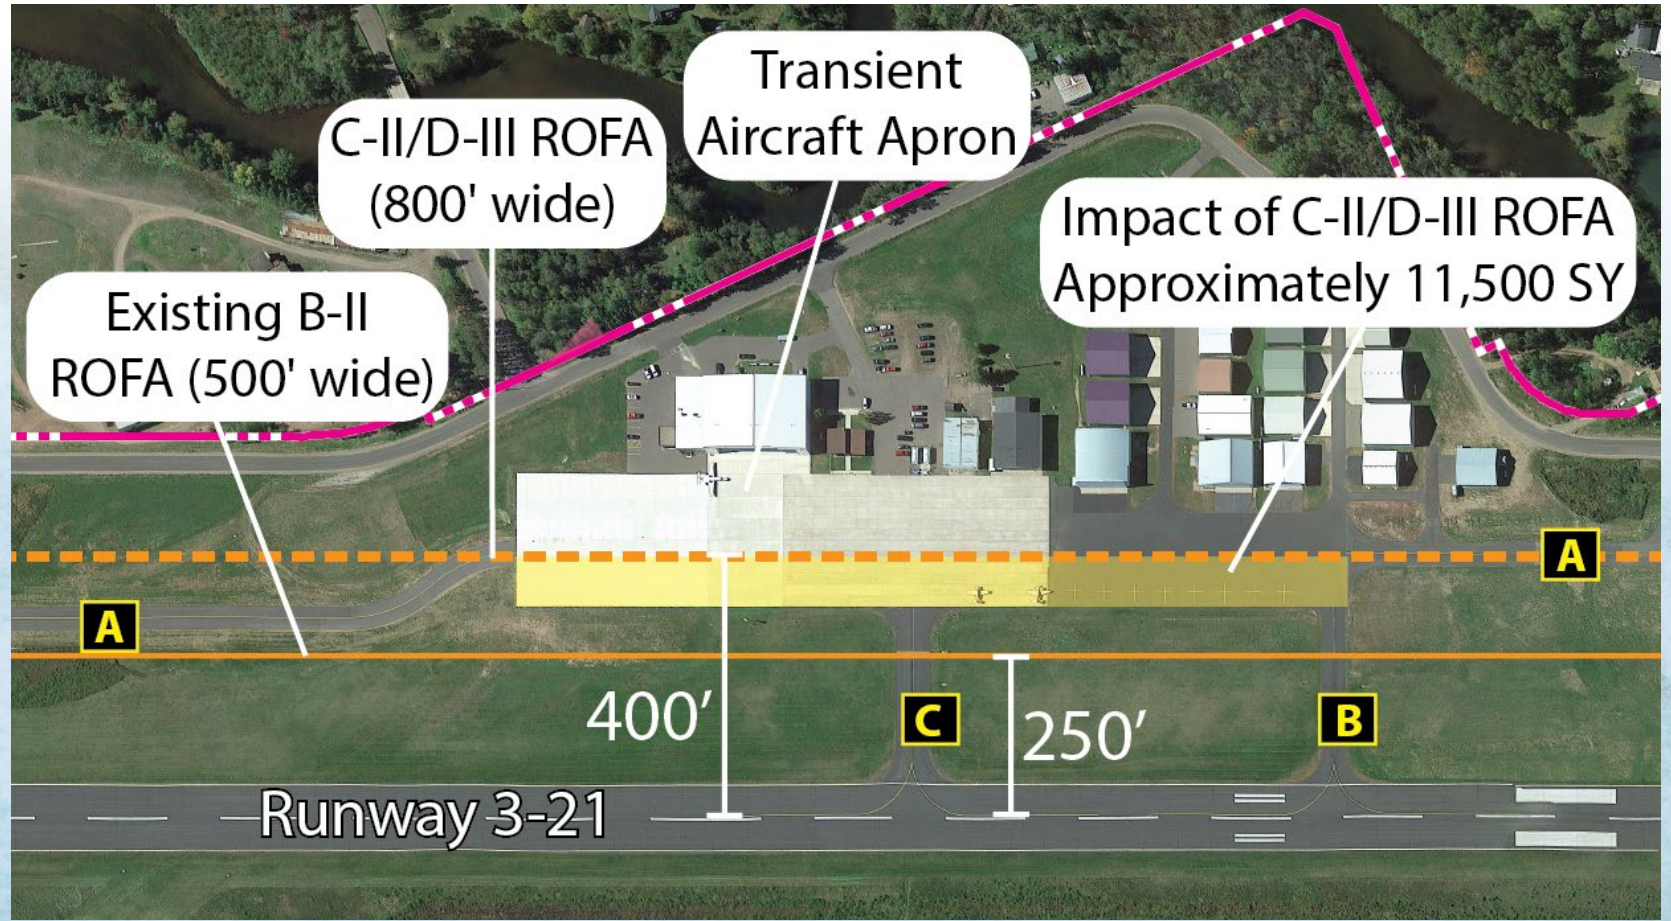 Transient
Aircraft Apron
C-II/D-III ROFA
(800' wide)
Impact of C-II/D-III ROFA
Approximately 11,500 SY
Existing B-II
ROFA (500' wide)
A
A
400’
C
250’
B
Runway 3-21